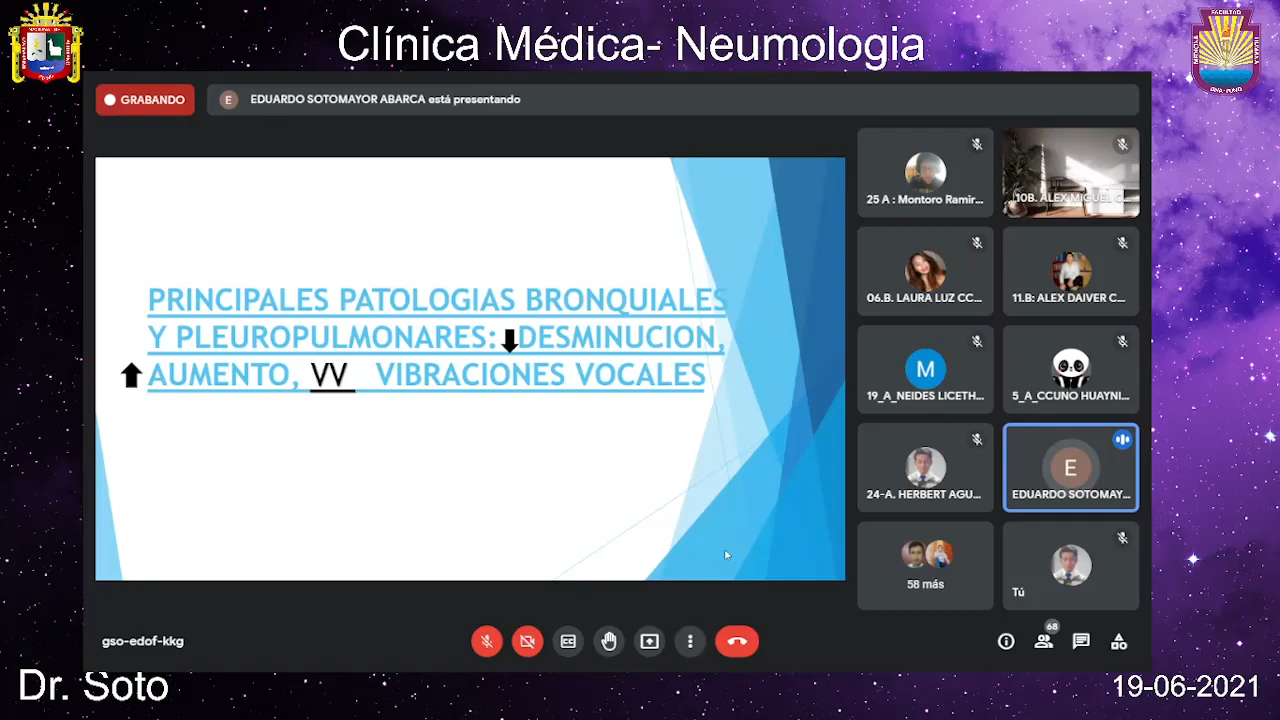 Clínica Médica- Neumologia
GRABANDO
E
EDUARDO SOTOMAYOR ABARCA está presentando
PRINCIPALES PATOLOGIAS BRONQUIALES
Y PLEUROPULMONARES: DESMINUCION,
AUMENTO, VV VIBRACIONES VOCALES
25 A : Montoro Ramir...
10B. ALEX MIGUEL C...
06.B. LAURA LUZ CC...
11.B: ALEX DAIVER C...
M
19_A_NEIDES LICETH...
5_A_CCUNO HUAYNI...
24-A. HERBERT AGU...
E
EDUARDO SOTOMAY...
58 más
Tú
gso-edof-kkg
68
Dr. Soto
19-06-2021